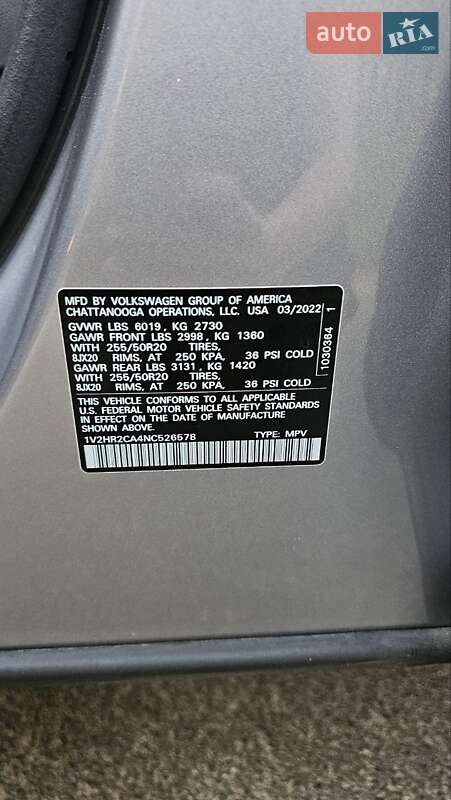 auto RIA.com
MFD BY VOLKSWAGEN GROUP OF AMERICA
CHATTANOOGA OPERATIONS, LLC. USA 03/2022
GVWR LBS 6019, KG 2730
GAWR FRONT LBS 2998, KG 1360
WITH 255/50R20 TIRES,
8JX20 RIMS, AT 250 KPA, 36 PSI COLD
GAWR REAR LBS 3131, KG 1420
WITH 255/50R20 TIRES,
8JX20 RIMS, AT 250 KPA, 36 PSI COLD
THIS VEHICLE CONFORMS TO ALL APPLICABLE
U.S. FEDERAL MOTOR VEHICLE SAFETY STANDARDS
IN EFFECT ON THE DATE OF MANUFACTURE
SHOWN ABOVE.
1V2HR2CA4NC526578 TYPE: MPV
1030364 1